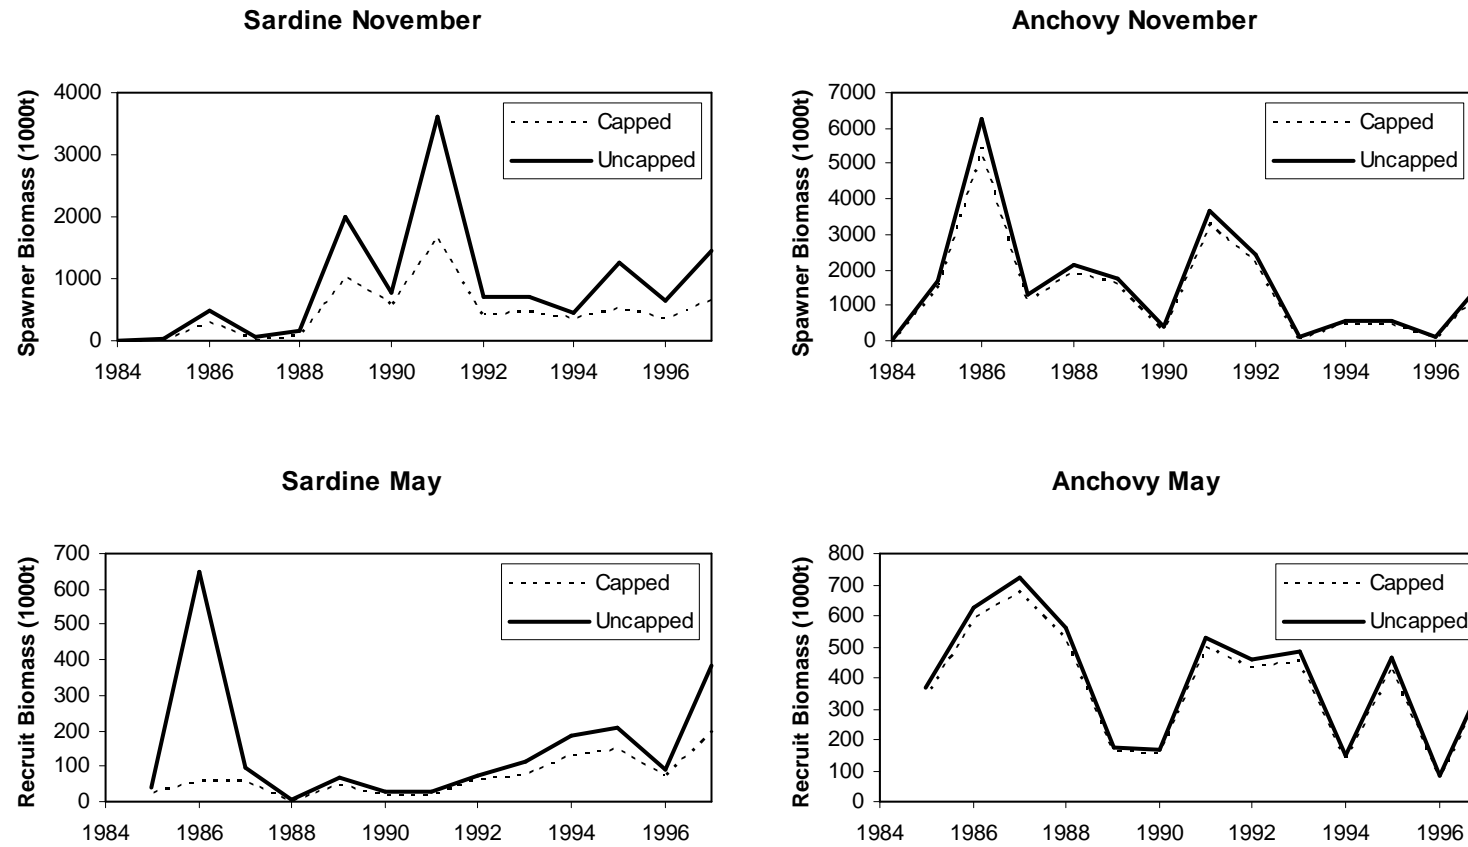 Sardine November
Spawner Biomass (1000t)
4000
3000
2000
1000
0
Capped
Uncapped
1984 1986 1988 1990 1992 1994 1996
Anchovy November
Spawner Biomass (1000t)
7000
6000
5000
4000
3000
2000
1000
0
Capped
Uncapped
1984 1986 1988 1990 1992 1994 1996
Sardine May
Recruit Biomass (1000t)
700
600
500
400
300
200
100
0
Capped
Uncapped
1984 1986 1988 1990 1992 1994 1996
Anchovy May
Recruit Biomass (1000t)
800
700
600
500
400
300
200
100
0
Capped
Uncapped
1984 1986 1988 1990 1992 1994 1996